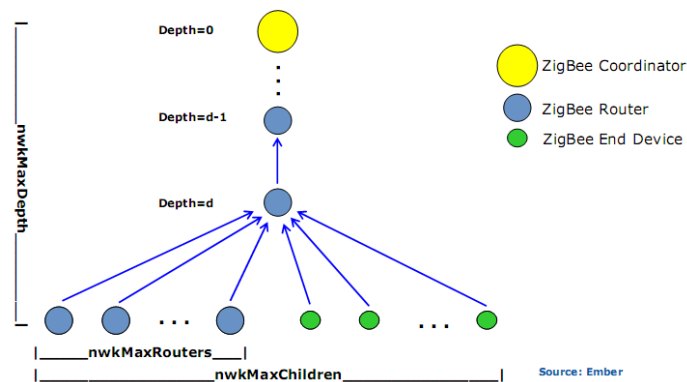 Depth=0
ZigBee Coordinator
Depth=d-1
ZigBee Router
ZigBee End Device
nwkMaxDepth
Depth=d
nwkMaxRouters
nwkMaxChildren
Source: Ember